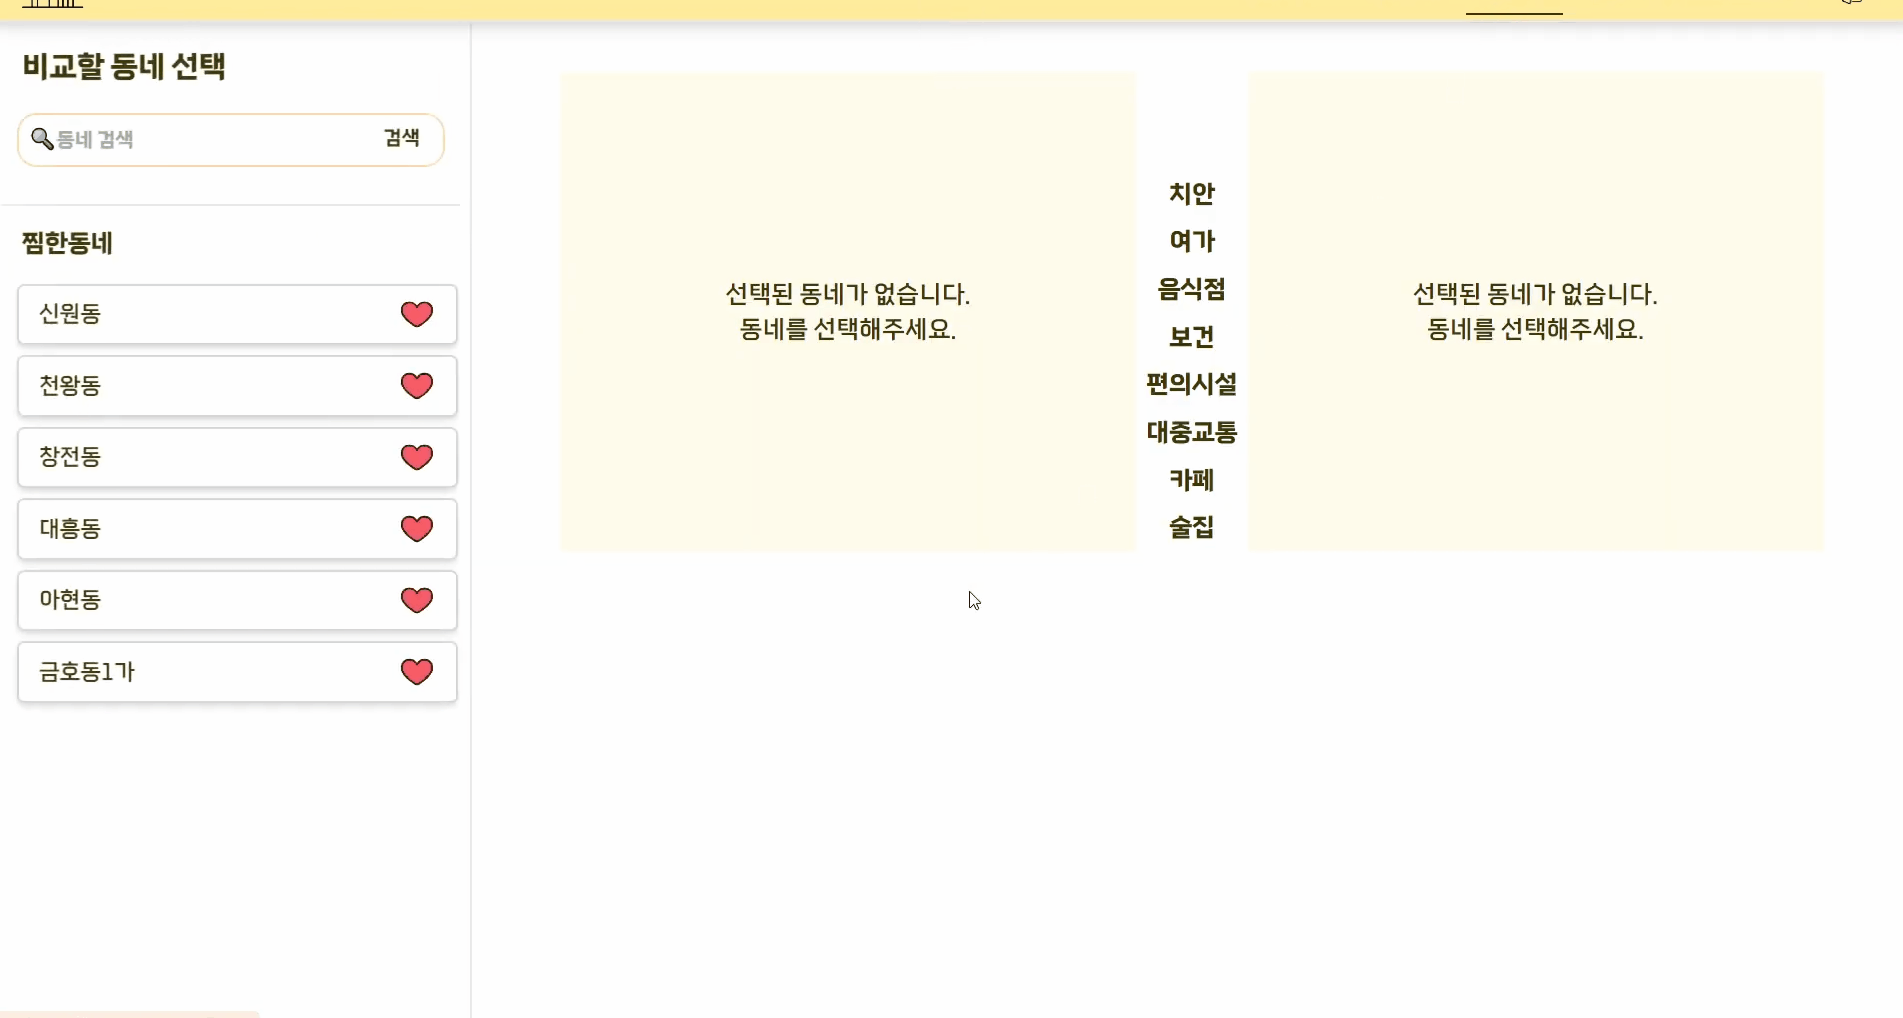 비교할 동네 선택
동네 검색
검색
찜한동네
신원동
천왕동
창전동
대흥동
아현동
금호동1가
선택된 동네가 없습니다.
동네를 선택해주세요.
치안
여가
음식점
보건
편의시설
대중교통
카페
술집
선택된 동네가 없습니다.
동네를 선택해주세요.